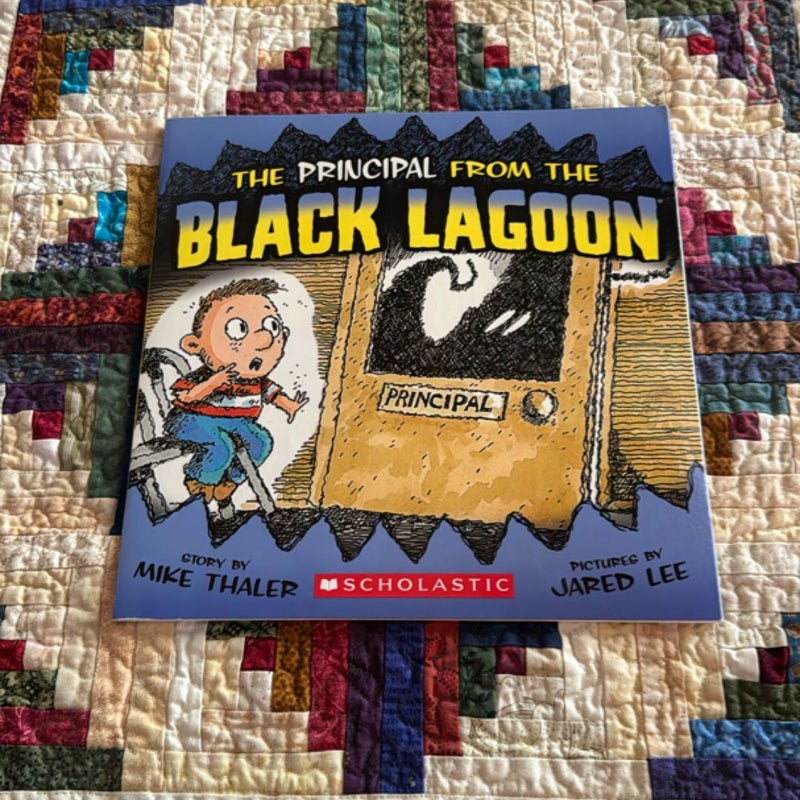 THE PRINCIPAL FROM THE
BLACK LAGOON®
PRINCIPAL
STORY BY
MIKE THALER
SCHOLASTIC
PICTURES BY
JARED LEE